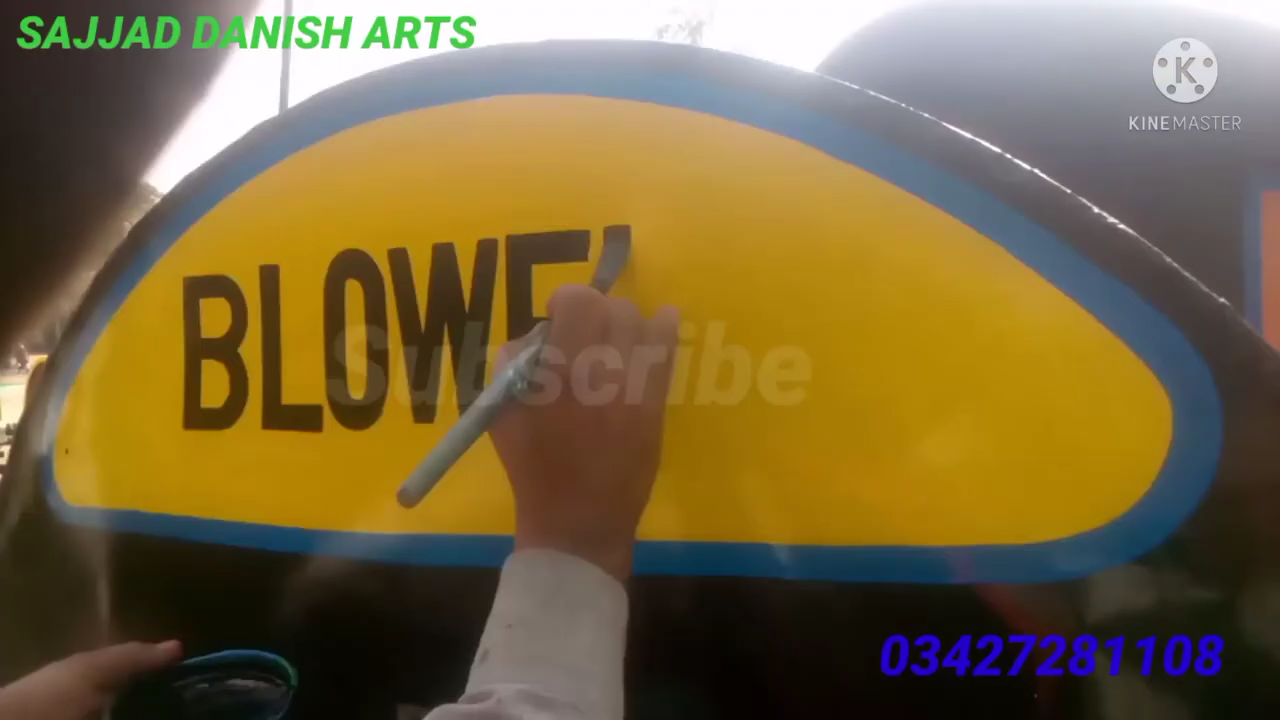 SAJJAD DANISH ARTS
K
KINEMASTER
BLOWE
Subscribe
03427281108